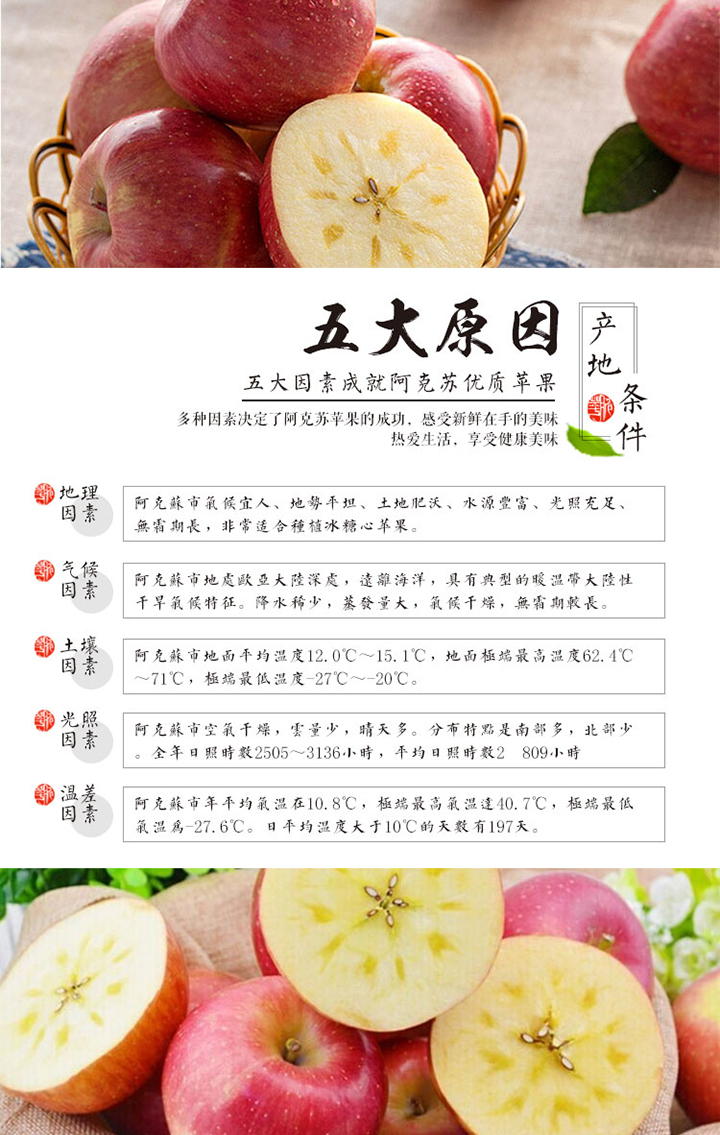 五大原因
五大因素成就阿克苏优质苹果
多种因素决定了阿克苏苹果的成功，感受新鲜在手的美味
热爱生活，享受健康美味
产地
条件
地理
因素
阿克蘇市氣候宜人、地勢平坦、土地肥沃、水源豐富、光照充足、
無霜期長，非常适合種植冰糖心苹果。
气候
因素
阿克蘇市地處歐亞大陸深處，遠離海洋，具有典型的暖温帶大陸性
干旱氣候特征。降水稀少，蒸發量大，氣候干燥，無霜期較長。
土壤
因素
阿克蘇市地面平均温度12.0℃～15.1℃，地面極端最高温度62.4℃
～71℃，極端最低温度-27℃～-20℃。
光照
因素
阿克蘇市空氣干燥，雲量少，晴天多。分布特點是南部多，北部少
。全年日照時數2505～3136小時，平均日照時數2 809小時
温差
因素
阿克蘇市年平均氣温在10.8℃，極端最高氣温達40.7℃，極端最低
氣温爲-27.6℃。日平均温度大于10℃的天數有197天。